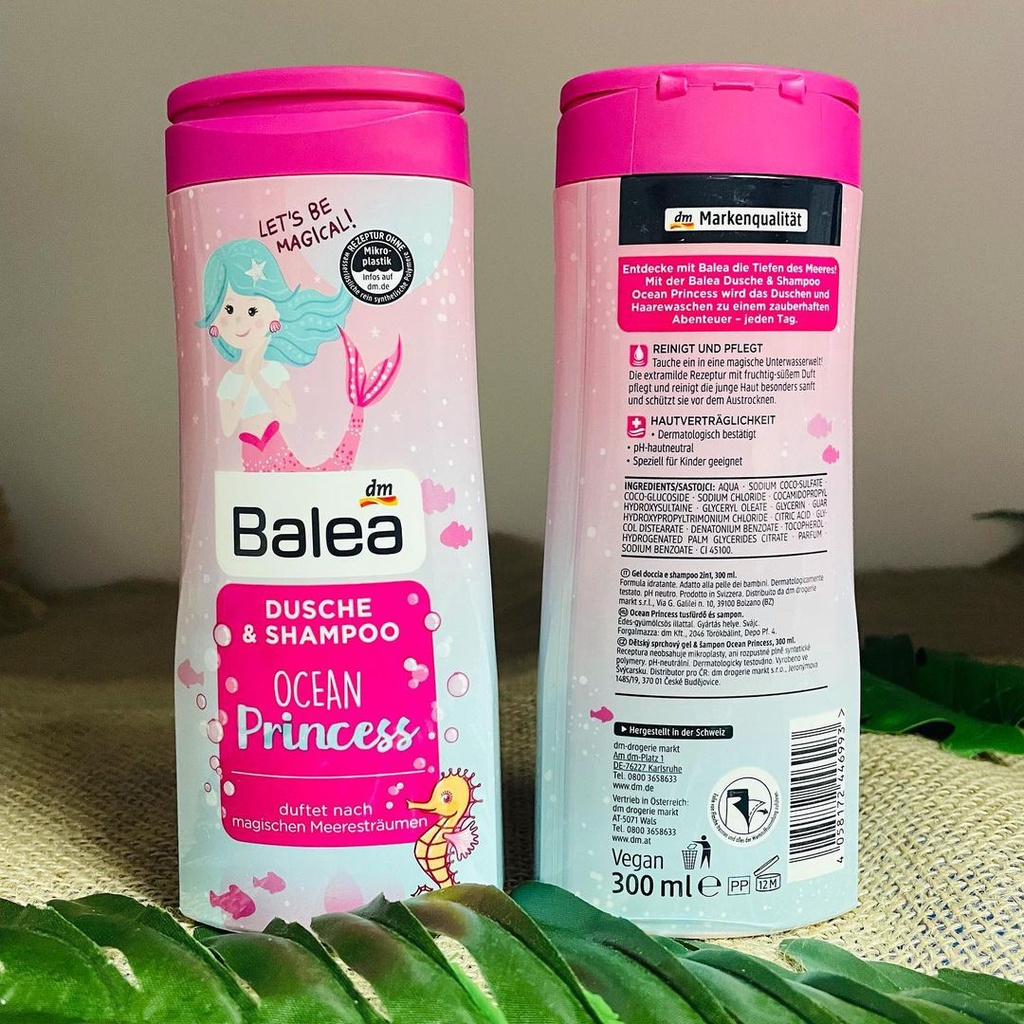 LET'S BE
MAGICAL!
REZEPTUR OHNE
Mikro-
plastik
Infos auf
dm.de
wasserlösliche rein synthetische Polymere
dm
Balea
DUSCHE
& SHAMPOO
OCEAN
Princess
duftet nach
magischen Meeresträumen
dm Markenqualität
Entdecke mit Balea die Tiefen des Meeres!
Mit der Balea Dusche & Shampoo
Ocean Princess wird das Duschen und
Haarewaschen zu einem zauberhaften
Abenteuer – jeden Tag.
REINIGT UND PFLEGT
Tauche ein in eine magische Unterwasserwelt!
Die extramilde Rezeptur mit fruchtig-süßem Duft
pflegt und reinigt die junge Haut besonders sanft
und schützt sie vor dem Austrocknen.
HAUTVERTRÄGLICHKEIT
• Dermatologisch bestätigt
• pH-hautneutral
• Speziell für Kinder geeignet
INGREDIENTS/SASTOJCI: AQUA · SODIUM COCO-SULFATE ·
COCO-GLUCOSIDE · SODIUM CHLORIDE · COCAMIDOPROPYL
HYDROXYSULTAINE · GLYCERYL OLEATE · GLYCERIN · GUAR
HYDROXYPROPYLTRIMONIUM CHLORIDE · CITRIC ACID · GLY-
COL DISTEARATE · DENATONIUM BENZOATE · TOCOPHEROL ·
HYDROGENATED PALM GLYCERIDES CITRATE · PARFUM ·
SODIUM BENZOATE · CI 45100.
IT Gel doccia e shampoo 2in1, 300 ml.
Formula idratante. Adatto alla pelle dei bambini. Dermatologicamente
testato. pH neutro. Prodotto in Svizzera. Distribuito da dm drogerie
markt s.r.l., Via G. Galilei n. 10, 39100 Bolzano (BZ)
HU Ocean Princess tusfürdő és sampon.
Édes-gyümölcsös illattal. Gyártás helye: Svájc.
Forgalmazza: dm Kft., 2046 Törökbálint, Depo Pf. 4.
CZ Dětský sprchový gel & šampon Ocean Princess, 300 ml.
Receptura neobsahuje mikroplasty, ani rozpustné plně syntetické
polymery. pH-neutrální. Dermatologicky testováno. Vyrobeno ve
Švýcarsku. Distributor pro ČR: dm drogerie markt s.r.o., Jeronýmova
1485/19, 370 01 České Budějovice.
Hergestellt in der Schweiz
dm-drogerie markt
Am dm-Platz 1
DE-76227 Karlsruhe
Tel. 0800 3658633
www.dm.de
Vertrieb in Österreich:
dm drogerie markt
AT-5071 Wals
Tel. 0800 3658633
www.dm.at
Vegan
300 ml ℮
PP
12M
4 058172 446993 >